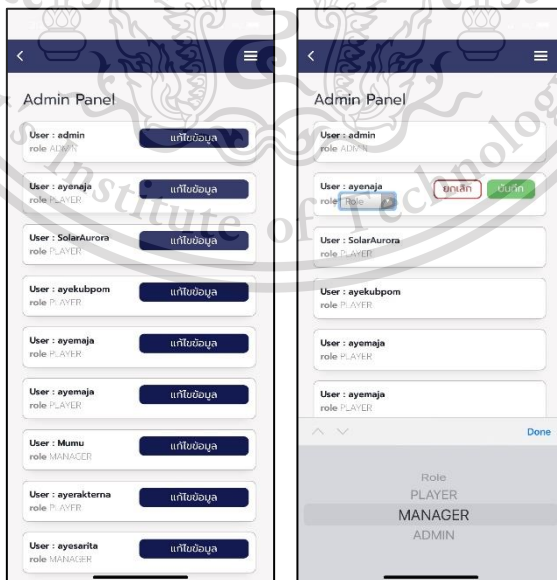 Admin Panel
User : admin
role ADMIN
แก้ไขข้อมูล
User : ayenaja
role PLAYER
แก้ไขข้อมูล
User : SolarAurora
role PLAYER
แก้ไขข้อมูล
User : ayekubpom
role PLAYER
แก้ไขข้อมูล
User : ayemaja
role PLAYER
แก้ไขข้อมูล
User : ayemaja
role PLAYER
แก้ไขข้อมูล
User : Mumu
role MANAGER
แก้ไขข้อมูล
User : ayerakterna
role PLAYER
แก้ไขข้อมูล
User : ayesarita
role MANAGER
แก้ไขข้อมูล
Admin Panel
User : admin
role ADMIN
User : ayenaja
role Role
ยกเลิก
บันทึก
User : SolarAurora
role PLAYER
User : ayekubpom
role PLAYER
User : ayemaja
role PLAYER
User : ayemaja
role PLAYER
Done
Role
PLAYER
MANAGER
ADMIN
Institute of Technology